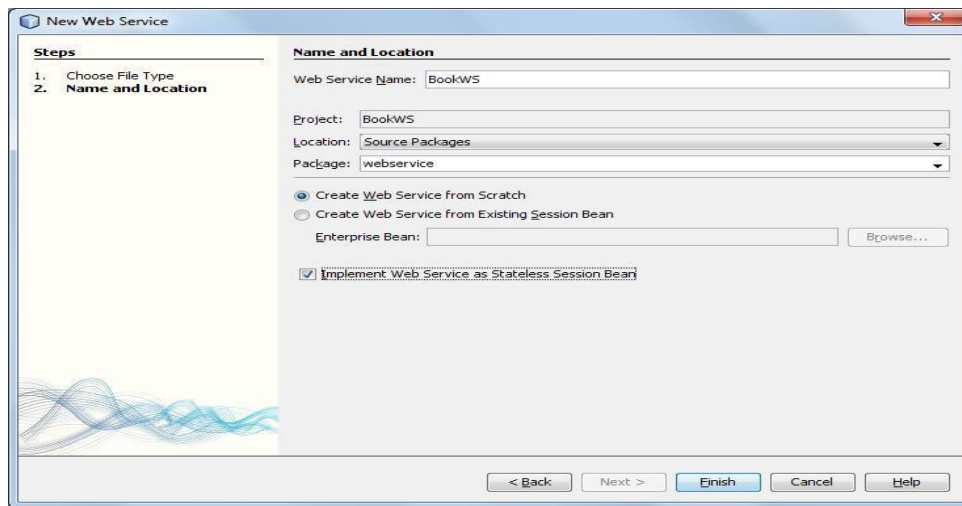 New Web Service
Steps
1. Choose File Type
2. Name and Location
Name and Location
Web Service Name: BookWS
Project: BookWS
Location: Source Packages
Package: webservice
Create Web Service from Scratch
Create Web Service from Existing Session Bean
Enterprise Bean: Browse...
Implement Web Service as Stateless Session Bean
< Back Next > Finish Cancel Help